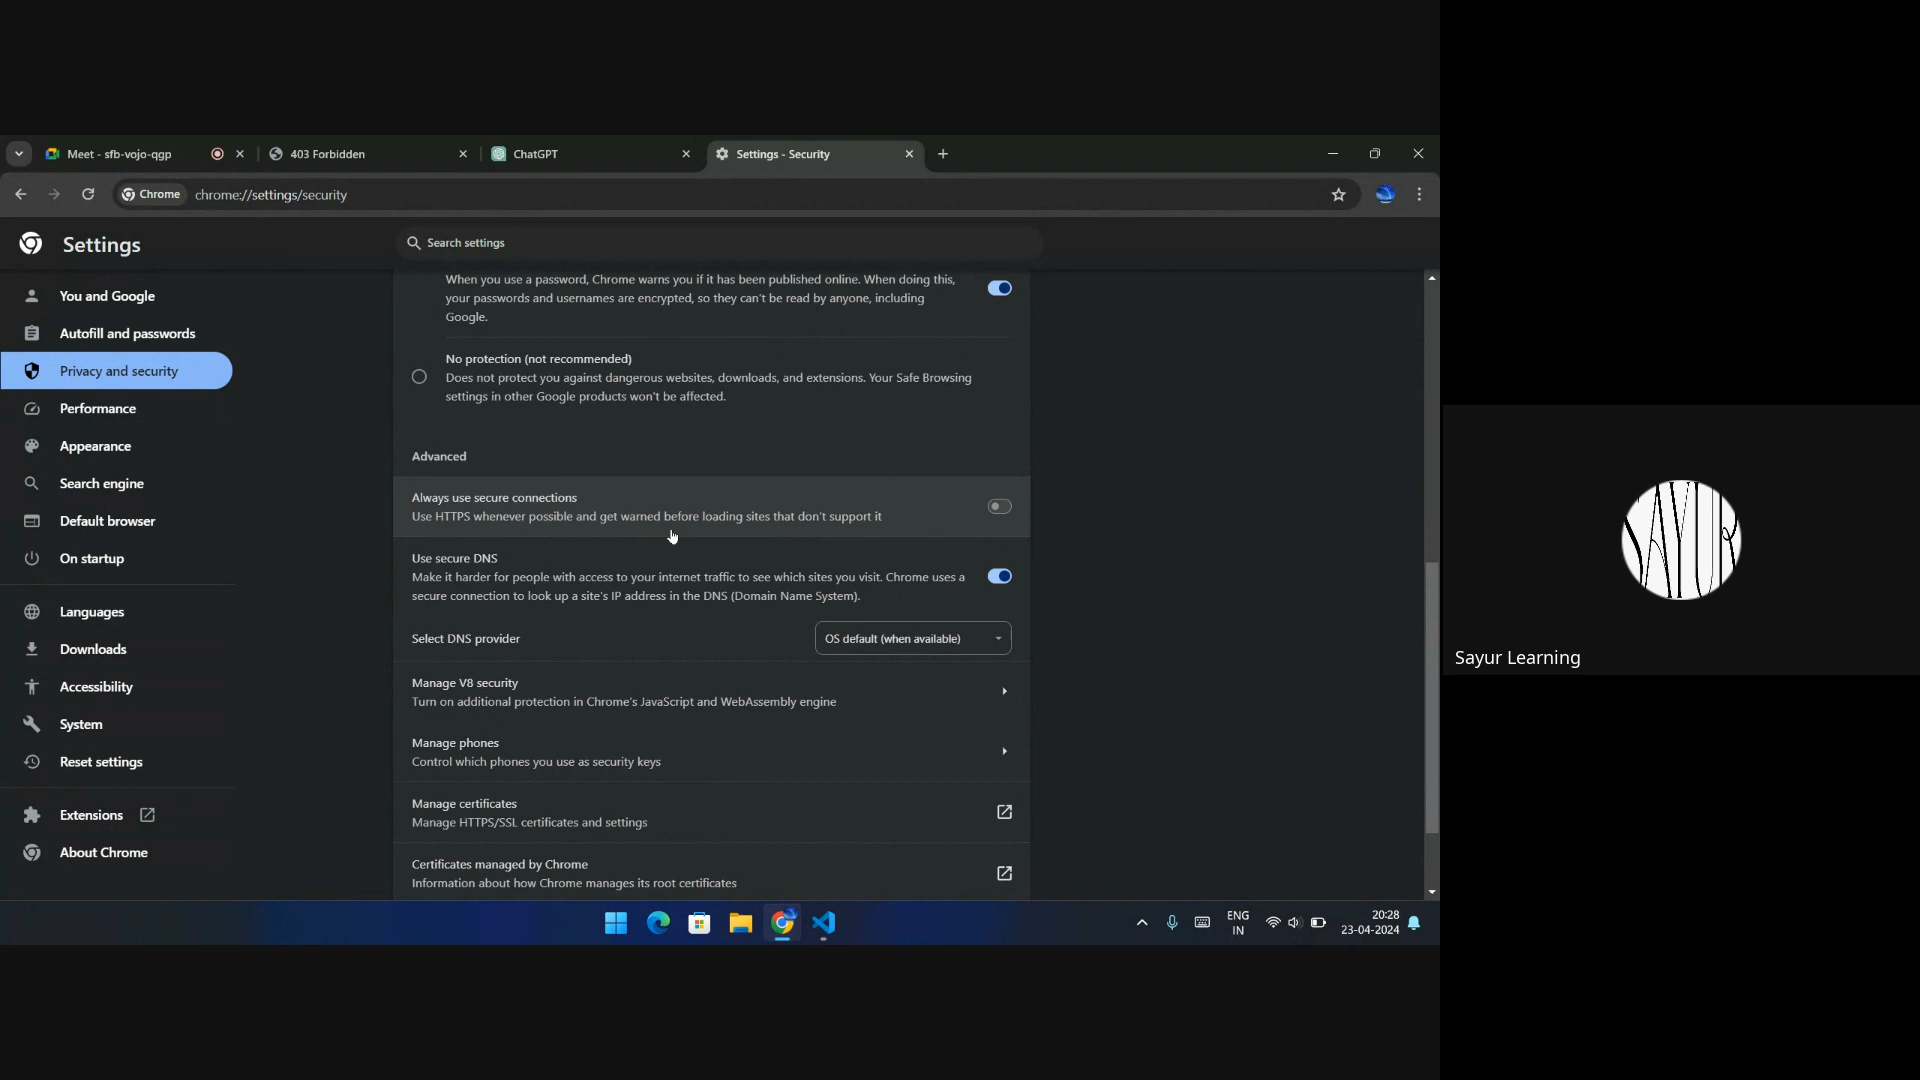 Meet - sfb-vojo-qgp
403 Forbidden
ChatGPT
Settings - Security
Chrome
chrome://settings/security
Settings
Search settings
You and Google
Autofill and passwords
Privacy and security
Performance
Appearance
Search engine
Default browser
On startup
Languages
Downloads
Accessibility
System
Reset settings
Extensions
About Chrome
When you use a password, Chrome warns you if it has been published online. When doing this,
your passwords and usernames are encrypted, so they can't be read by anyone, including
Google.
No protection (not recommended)
Does not protect you against dangerous websites, downloads, and extensions. Your Safe Browsing
settings in other Google products won't be affected.
Advanced
Always use secure connections
Use HTTPS whenever possible and get warned before loading sites that don't support it
Use secure DNS
Make it harder for people with access to your internet traffic to see which sites you visit. Chrome uses a
secure connection to look up a site's IP address in the DNS (Domain Name System).
Select DNS provider
OS default (when available)
Manage V8 security
Turn on additional protection in Chrome's JavaScript and WebAssembly engine
Manage phones
Control which phones you use as security keys
Manage certificates
Manage HTTPS/SSL certificates and settings
Certificates managed by Chrome
Information about how Chrome manages its root certificates
ENG
IN
20:28
23-04-2024
Sayur Learning